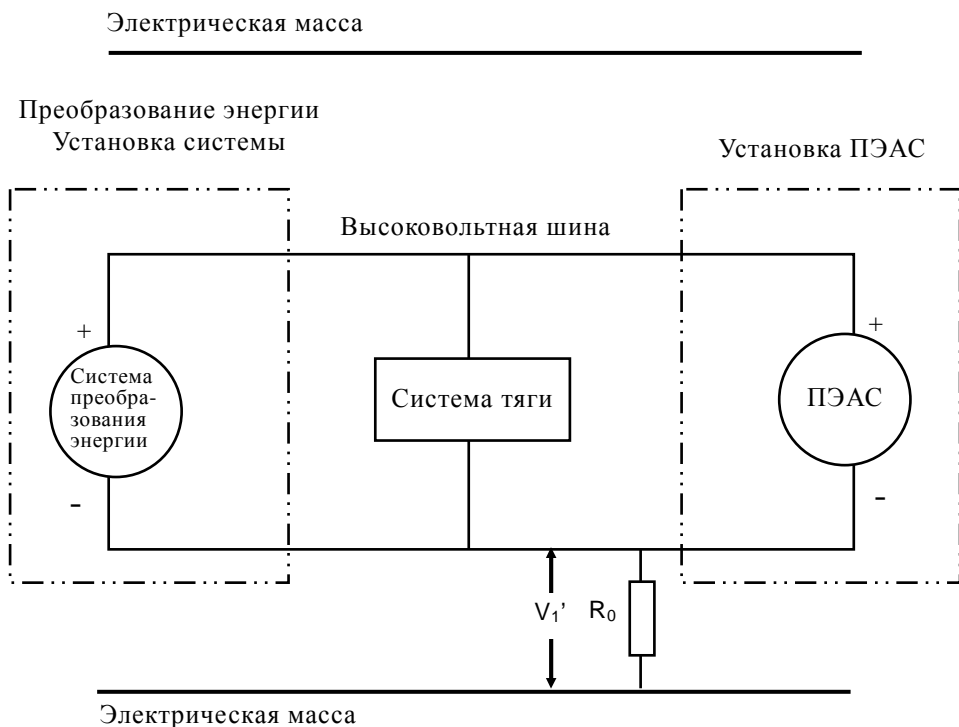 Электрическая масса
Преобразование энергии
Установка системы
Установка ПЭАС
Высоковольтная шина
+
+
Система
преобра-
зования
энергии
Система тяги
ПЭАС
-
-
V₁’
R₀
Электрическая масса